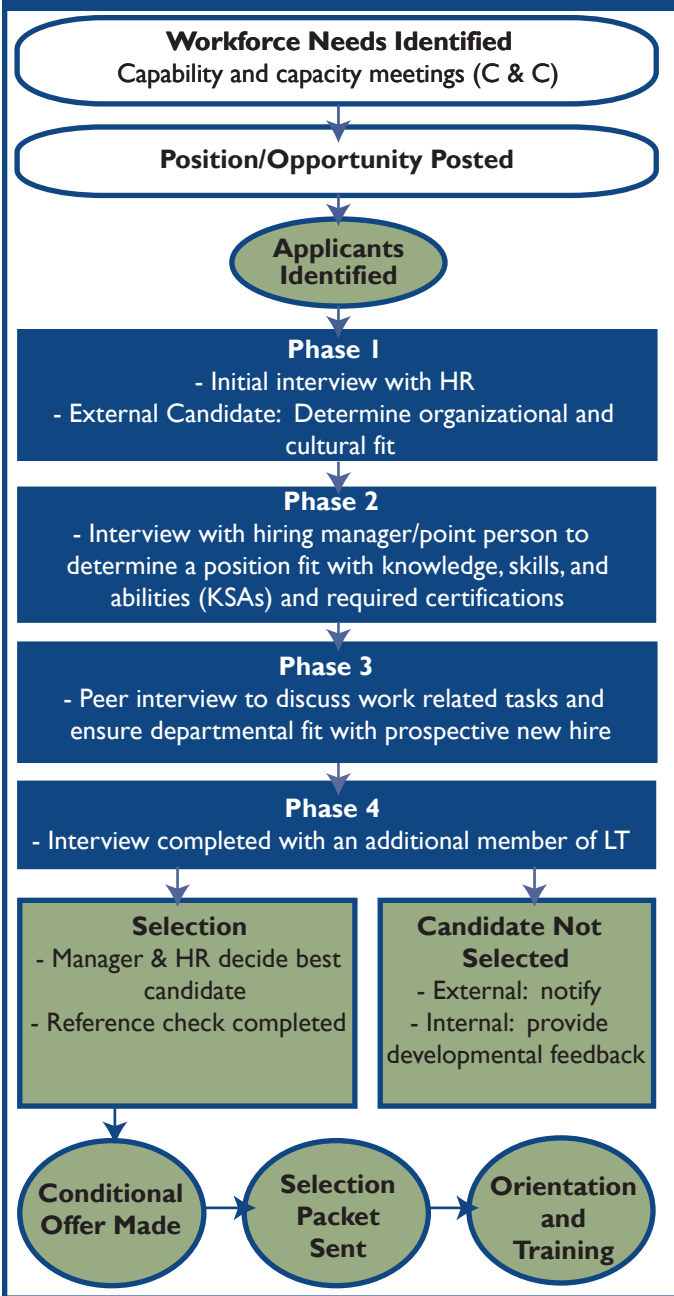 Workforce Needs Identified
Capability and capacity meetings (C & C)
Position/Opportunity Posted
Applicants
Identified
Phase 1
- Initial interview with HR
- External Candidate: Determine organizational and
cultural fit
Phase 2
- Interview with hiring manager/point person to
determine a position fit with knowledge, skills, and
abilities (KSAs) and required certifications
Phase 3
- Peer interview to discuss work related tasks and
ensure departmental fit with prospective new hire
Phase 4
- Interview completed with an additional member of LT
Selection
- Manager & HR decide best
candidate
- Reference check completed
Candidate Not
Selected
- External: notify
- Internal: provide
developmental feedback
Conditional
Offer Made
Selection
Packet
Sent
Orientation
and
Training